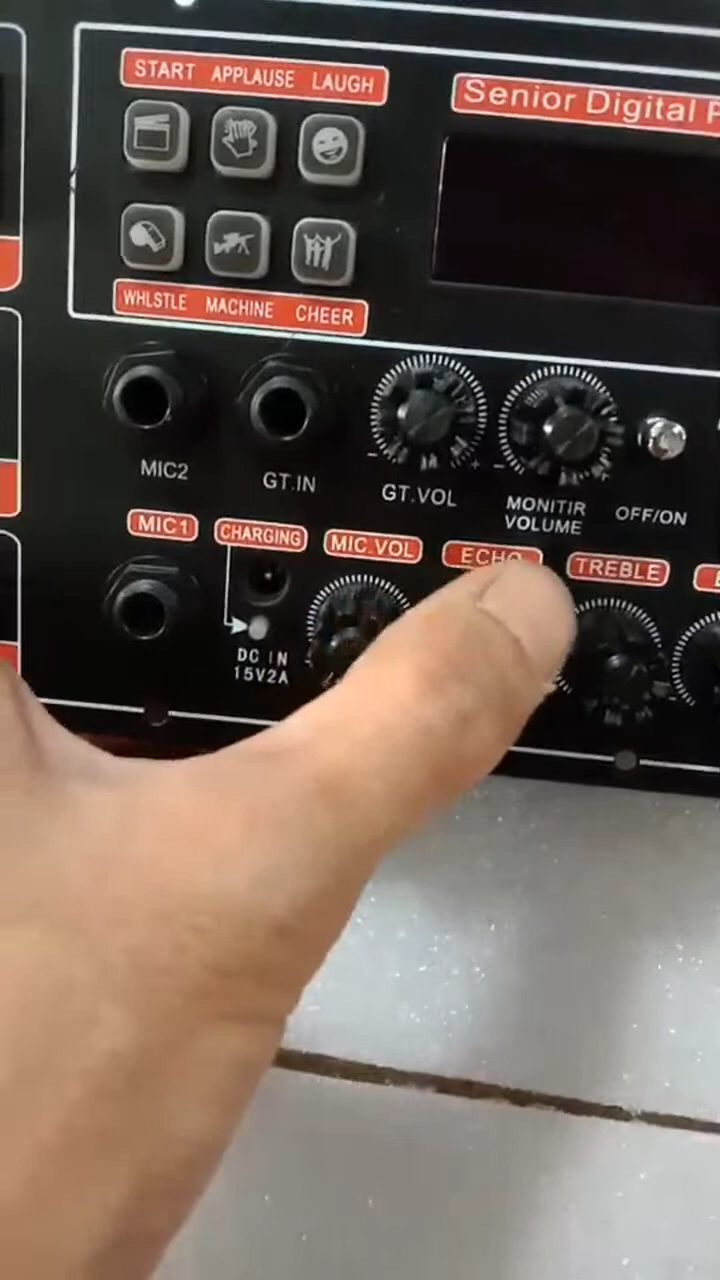 START APPLAUSE LAUGH
Senior Digital
WHLSTLE MACHINE CHEER
MIC2
GT.IN
GT.VOL
MONITIR
VOLUME
OFF/ON
MIC1
CHARGING
MIC.VOL
ECHO
TREBLE
DC IN
15V2A